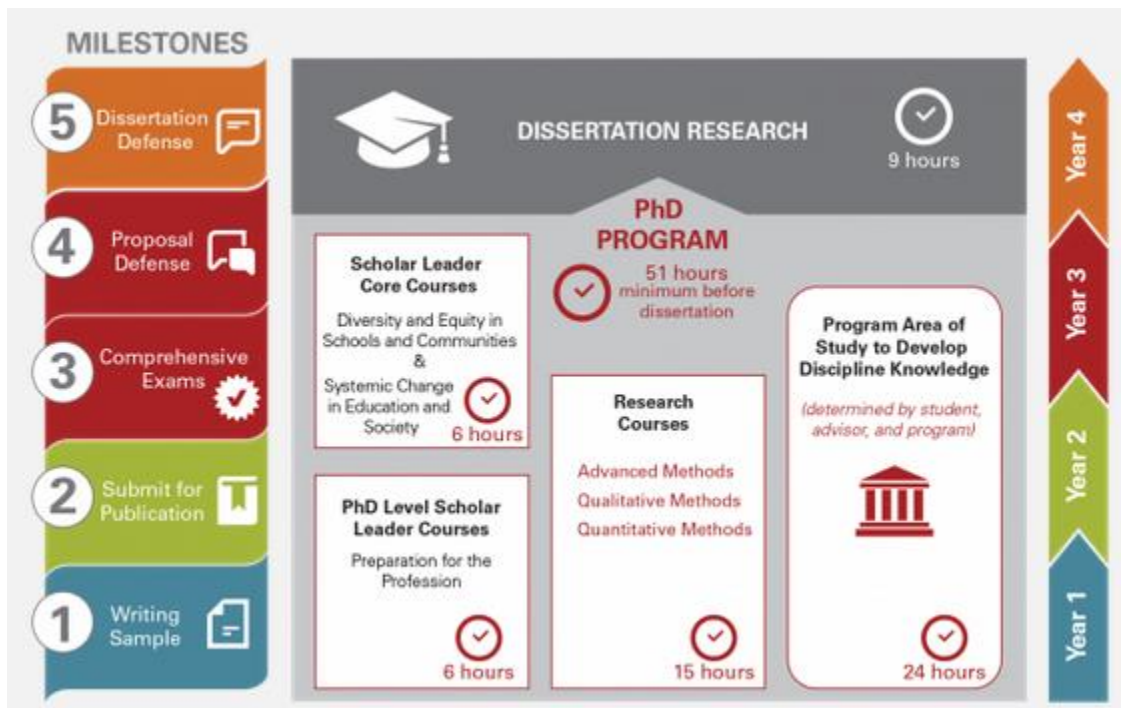 MILESTONES
5
Dissertation
Defense
4
Proposal
Defense
3
Comprehensive
Exams
2
Submit for
Publication
1
Writing
Sample
DISSERTATION RESEARCH
9 hours
PhD
PROGRAM
51 hours
minimum before
dissertation
Scholar Leader
Core Courses
Diversity and Equity in
Schools and Communities
&
Systemic Change
in Education and
Society
6 hours
PhD Level Scholar
Leader Courses
Preparation for the
Profession
6 hours
Research
Courses
Advanced Methods
Qualitative Methods
Quantitative Methods
15 hours
Program Area of
Study to Develop
Discipline Knowledge
(determined by student,
advisor, and program)
24 hours
Year 4
Year 3
Year 2
Year 1